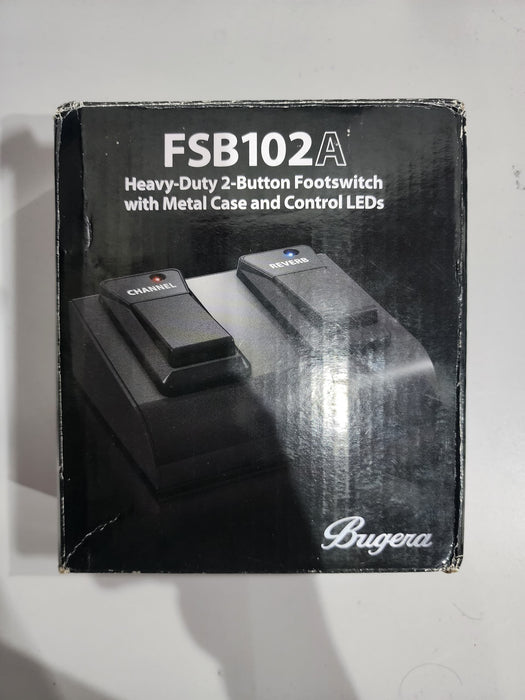 FSB102A
Heavy-Duty 2-Button Footswitch
with Metal Case and Control LEDs
CHANNEL
REVERB
Bugera